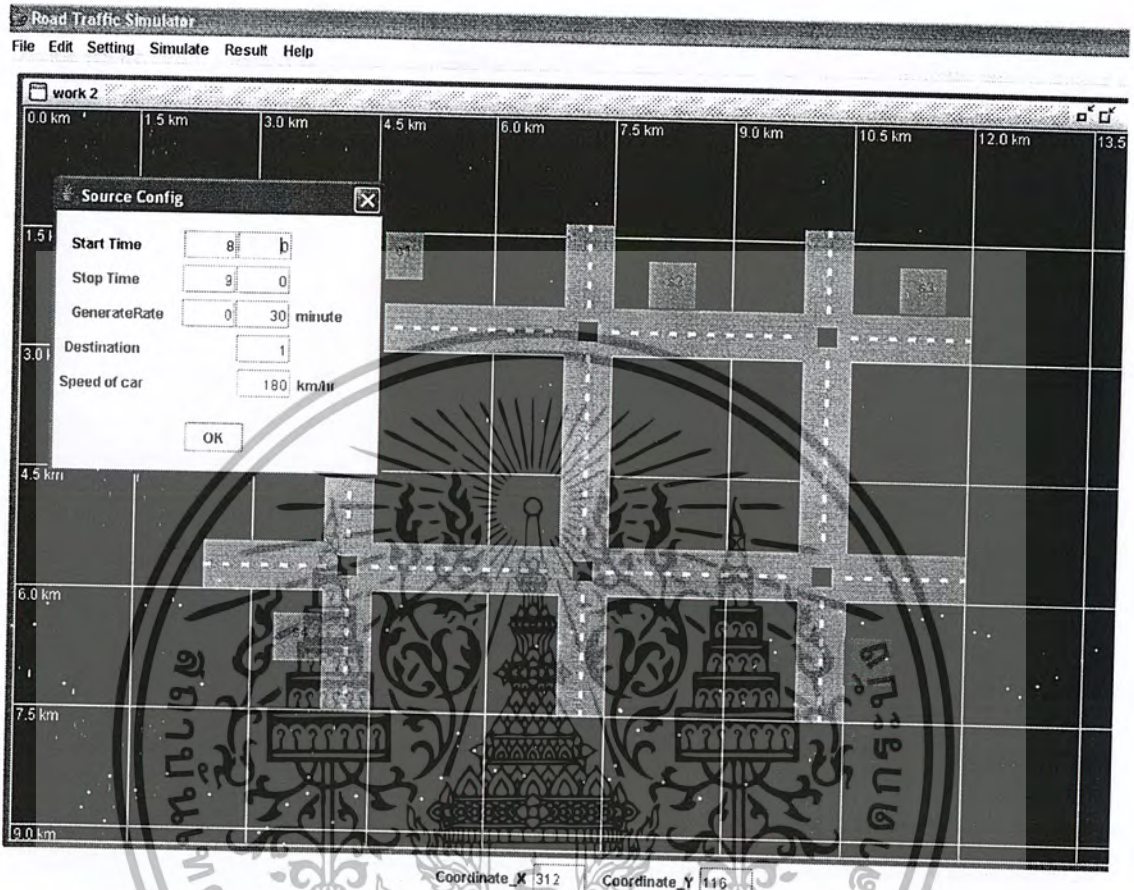 Road Traffic Simulator
File Edit Setting Simulate Result Help
work 2
0.0 km 1.5 km 3.0 km 4.5 km 6.0 km 7.5 km 9.0 km 10.5 km 12.0 km 13.5
Source Config
1.5
Start Time 8 0
Stop Time 9 0
GenerateRate 0 30 minute
3.0
Destination 1
Speed of car 180 km/hr
OK
4.5 km
6.0 km
7.5 km
9.0 km
Coordinate_X 312 Coordinate_Y 116